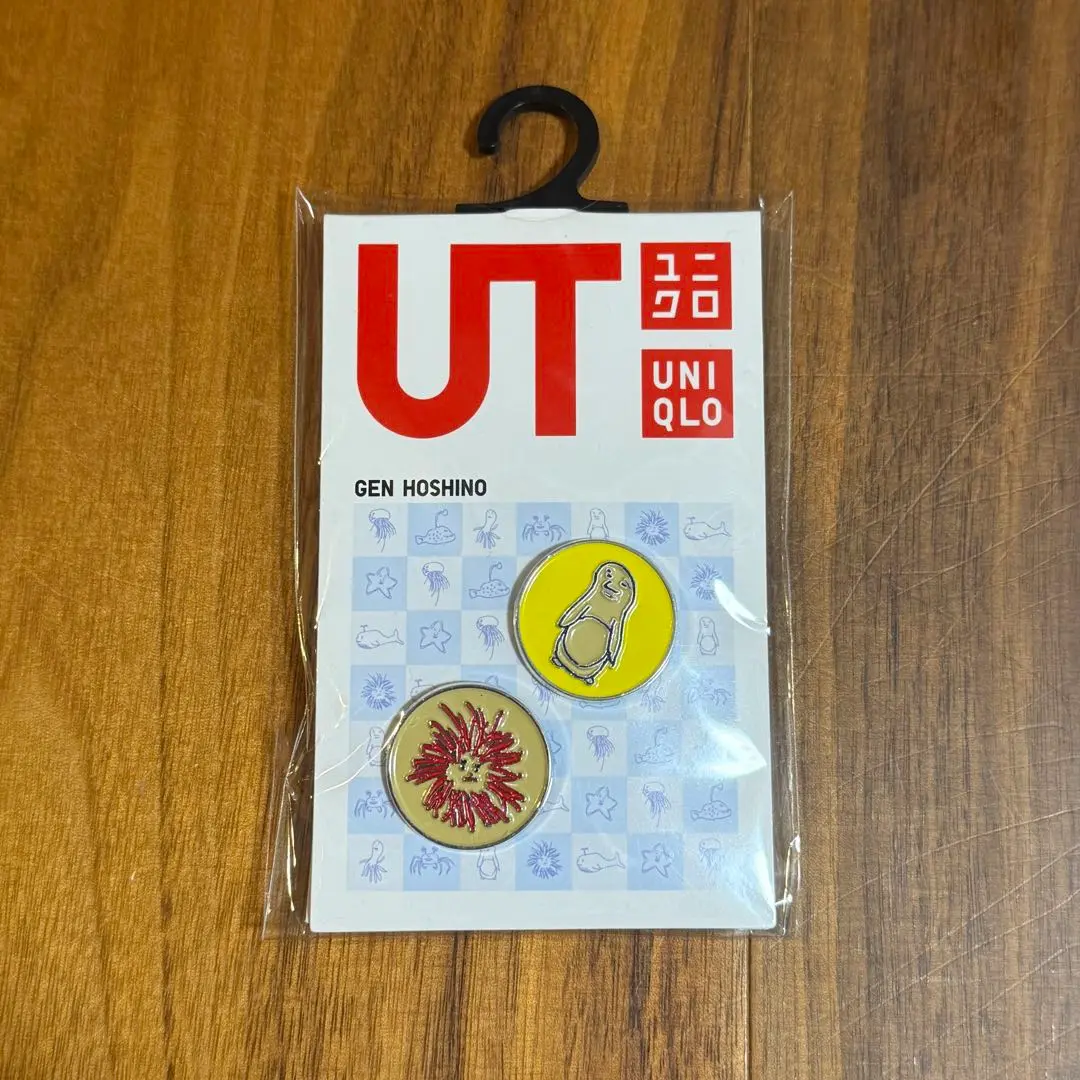 UT
ユニ
クロ
UNI
QLO
GEN HOSHINO